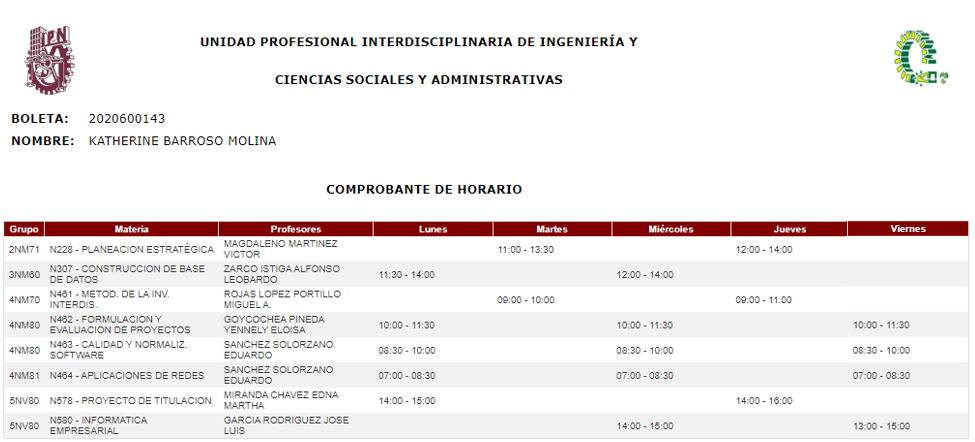 IPN
UNIDAD PROFESIONAL INTERDISCIPLINARIA DE INGENIERÍA Y
CIENCIAS SOCIALES Y ADMINISTRATIVAS
BOLETA: 2020600143
NOMBRE: KATHERINE BARROSO MOLINA
COMPROBANTE DE HORARIO
Grupo Materia Profesores Lunes Martes Miércoles Jueves Viernes
2NM71 N228 - PLANEACION ESTRATÉGICA MAGDALENO MARTINEZ VICTOR 11:00 - 13:30 12:00 - 14:00
3NM60 N307 - CONSTRUCCION DE BASE DE DATOS ZARCO ISTIGA ALFONSO LEOBARDO 11:30 - 14:00 12:00 - 14:00
4NM70 N461 - METOD. DE LA INV. INTERDIS. ROJAS LOPEZ PORTILLO MIGUEL A. 09:00 - 10:00 09:00 - 11:00
4NM80 N462 - FORMULACION Y EVALUACION DE PROYECTOS GOYCOCHEA PINEDA YENNELY ELOISA 10:00 - 11:30 10:00 - 11:30 10:00 - 11:30
4NM80 N463 - CALIDAD Y NORMALIZ. SOFTWARE SANCHEZ SOLORZANO EDUARDO 08:30 - 10:00 08:30 - 10:00 08:30 - 10:00
4NM81 N464 - APLICACIONES DE REDES SANCHEZ SOLORZANO EDUARDO 07:00 - 08:30 07:00 - 08:30 07:00 - 08:30
5NV80 N578 - PROYECTO DE TITULACION MIRANDA CHAVEZ EDNA MARTHA 14:00 - 15:00 14:00 - 16:00
5NV80 N580 - INFORMATICA EMPRESARIAL GARCIA RODRIGUEZ JOSE LUIS 14:00 - 15:00 13:00 - 15:00